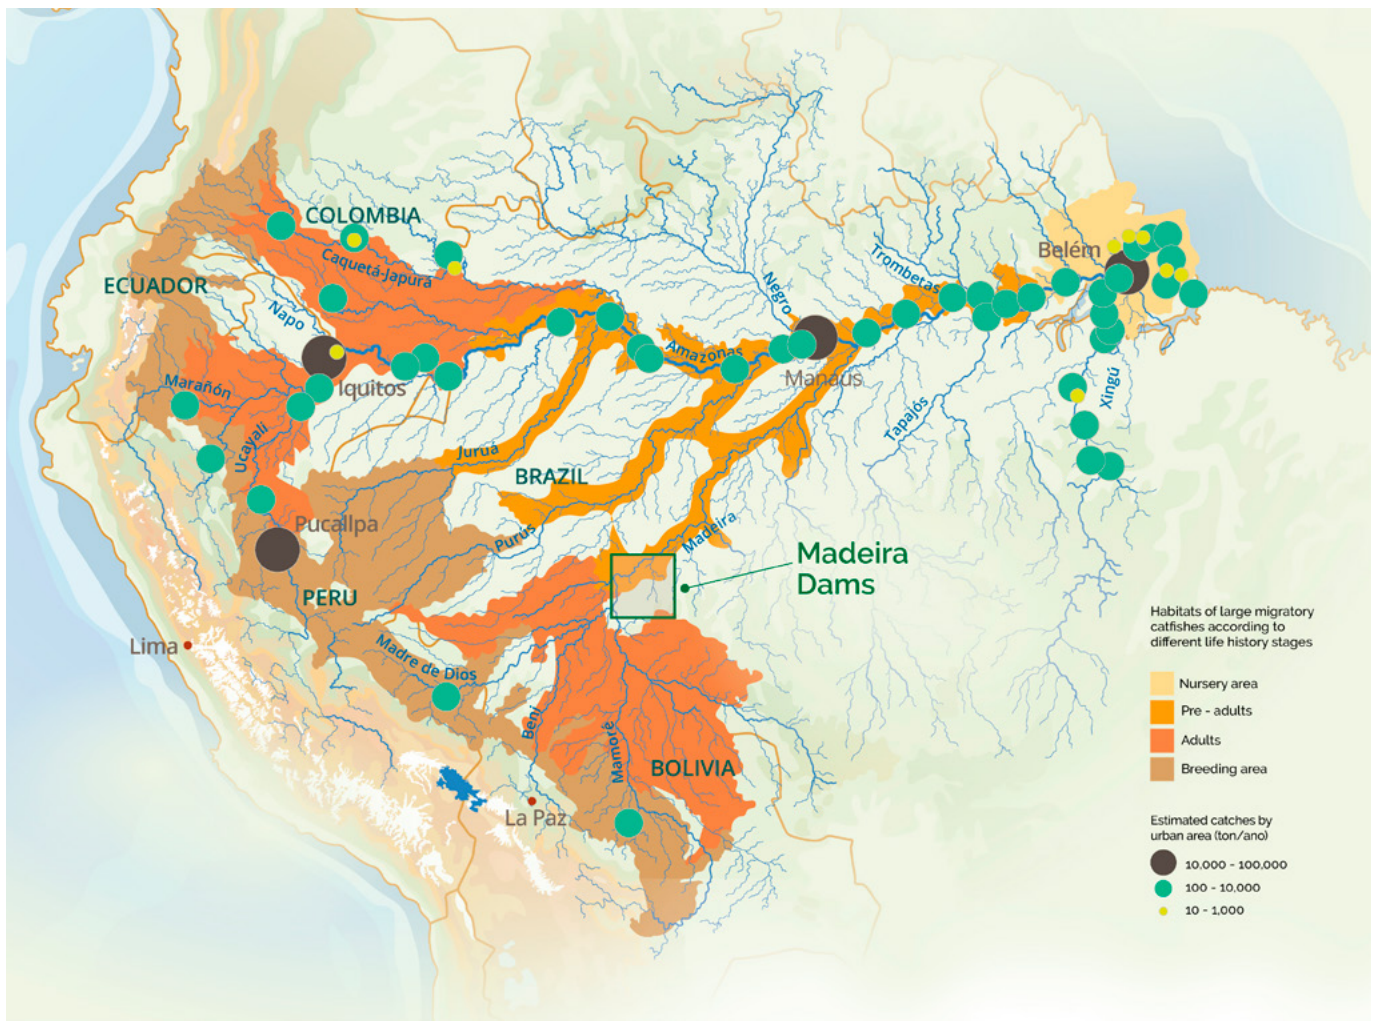 COLOMBIA
ECUADOR
Caquetá-Japurá
Napo
Negro
Trombetas
Belém
Amazonas
Manaus
Iquitos
Marañón
Ucayali
Xingú
Tapajós
Juruá
BRAZIL
Pucallpa
Purús
Madeira
Madeira
Dams
PERU
Lima
Madre de Dios
Beni
Mamoré
BOLIVIA
La Paz
Habitats of large migratory
catfishes according to
different life history stages
Nursery area
Pre - adults
Adults
Breeding area
Estimated catches by
urban area (ton/ano)
10,000 - 100,000
100 - 10,000
10 - 1,000